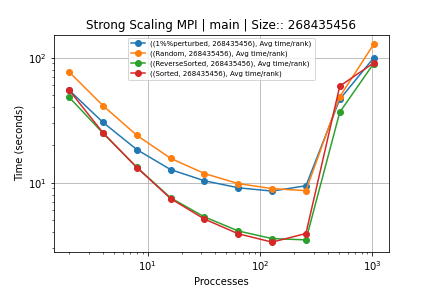 Strong Scaling MPI | main | Size:: 268435456
((1%%perturbed, 268435456), Avg time/rank)
((Random, 268435456), Avg time/rank)
((ReverseSorted, 268435456), Avg time/rank)
((Sorted, 268435456), Avg time/rank)
Time (seconds)
10²
10¹
10¹ 10² 10³
Proccesses